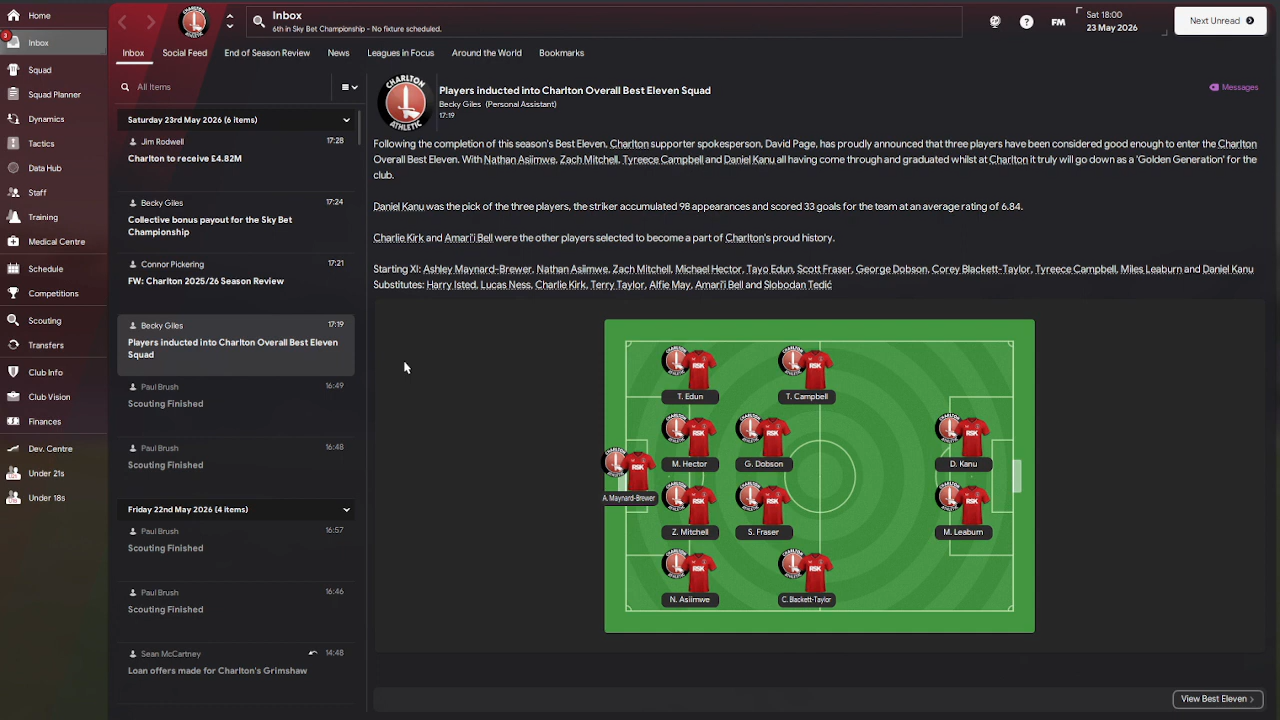 Home
3
Inbox
Squad
Squad Planner
Dynamics
Tactics
Data Hub
Staff
Training
Medical Centre
Schedule
Competitions
Scouting
Transfers
Club Info
Club Vision
Finances
Dev. Centre
Under 21s
Under 18s
Inbox
6th in Sky Bet Championship - No fixture scheduled.
?
FM
Sat 18:00
23 May 2026
Next Unread
Inbox
Social Feed
End of Season Review
News
Leagues in Focus
Around the World
Bookmarks
All Items
Saturday 23rd May 2026 (6 items)
Jim Rodwell 17:28
Charlton to receive £4.82M
Becky Giles 17:24
Collective bonus payout for the Sky Bet
Championship
Connor Pickering 17:21
FW: Charlton 2025/26 Season Review
Becky Giles 17:19
Players inducted into Charlton Overall Best Eleven
Squad
Paul Brush 16:49
Scouting Finished
Paul Brush 16:48
Scouting Finished
Friday 22nd May 2026 (4 items)
Paul Brush 16:57
Scouting Finished
Paul Brush 16:46
Scouting Finished
Sean McCartney 14:48
Loan offers made for Charlton's Grimshaw
CHARLTON
ATHLETIC
Players inducted into Charlton Overall Best Eleven Squad
Becky Giles (Personal Assistant)
17:19
Messages
Following the completion of this season's Best Eleven, Charlton supporter spokesperson, David Page, has proudly announced that three players have been considered good enough to enter the Charlton
Overall Best Eleven. With Nathan Asiimwe, Zach Mitchell, Tyreece Campbell and Daniel Kanu all having come through and graduated whilst at Charlton it truly will go down as a 'Golden Generation' for the
club.
Daniel Kanu was the pick of the three players, the striker accumulated 98 appearances and scored 33 goals for the team at an average rating of 6.84.
Charlie Kirk and Amari'i Bell were the other players selected to become a part of Charlton's proud history.
Starting XI: Ashley Maynard-Brewer, Nathan Asiimwe, Zach Mitchell, Michael Hector, Tayo Edun, Scott Fraser, George Dobson, Corey Blackett-Taylor, Tyreece Campbell, Miles Leaburn and Daniel Kanu
Substitutes: Harry Isted, Lucas Ness, Charlie Kirk, Terry Taylor, Alfie May, Amari'i Bell and Slobodan Tedić
RSK
T. Edun
RSK
T. Campbell
RSK
M. Hector
RSK
G. Dobson
RSK
D. Kanu
RSK
A. Maynard-Brewer
RSK
Z. Mitchell
RSK
S. Fraser
RSK
M. Leaburn
RSK
N. Asiimwe
RSK
C. Blackett-Taylor
View Best Eleven